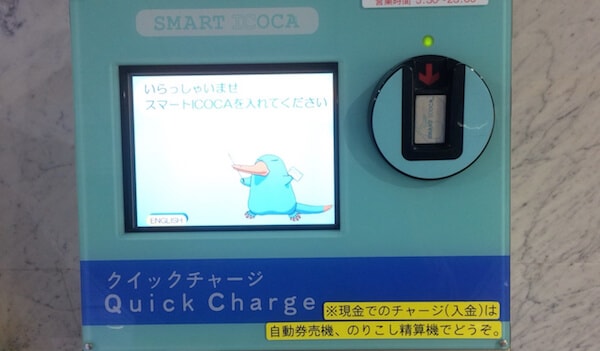 SMART ICOCA
いらっしゃいませ
スマートICOCAを入れてください
SMART ICOCA
ENGLISH
クイックチャージ
Quick Charge
※現金でのチャージ(入金)は
自動券売機、のりこし精算機でどうぞ。